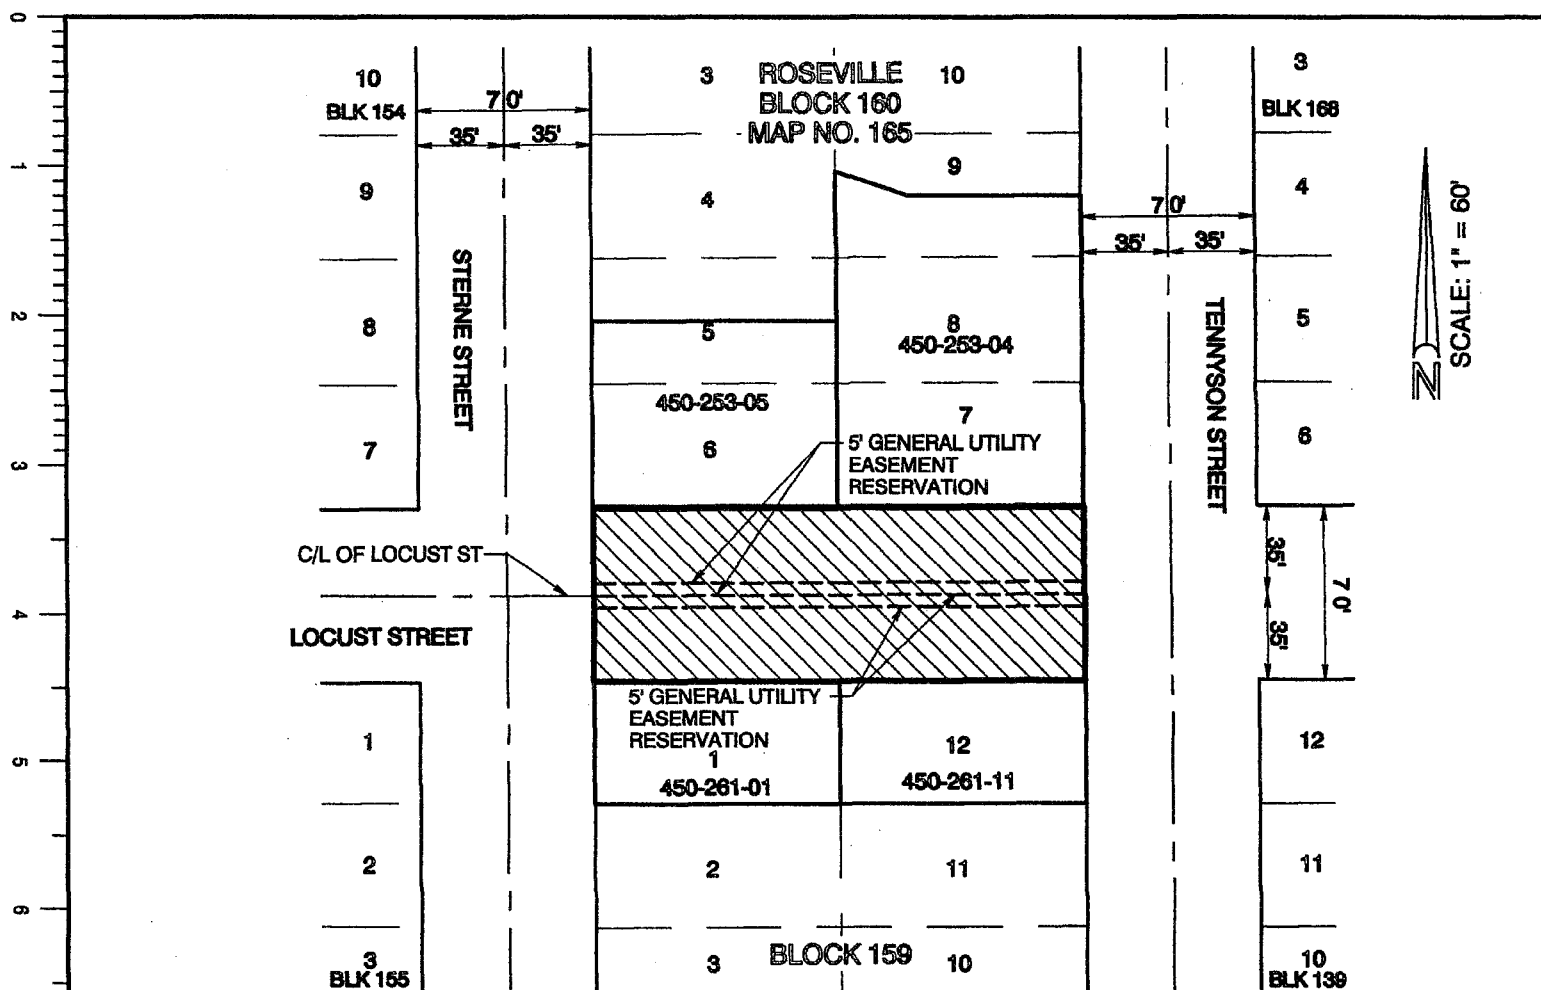 0
1
2
3
4
5
6
10
BLK 154
9
8
7
70'
35'
35'
STERNE STREET
3
ROSEVILLE
BLOCK 160
MAP NO. 165
10
4
9
5
8
450-253-04
450-253-05
6
7
5' GENERAL UTILITY
EASEMENT
RESERVATION
70'
35'
35'
TENNYSON STREET
3
BLK 168
4
5
6
N
SCALE: 1" = 60'
C/L OF LOCUST ST
LOCUST STREET
35'
35'
70'
5' GENERAL UTILITY
EASEMENT
RESERVATION
1
450-261-01
12
450-261-11
1
2
3
BLK 155
2
11
BLOCK 159
3
10
12
11
10
BLK 139